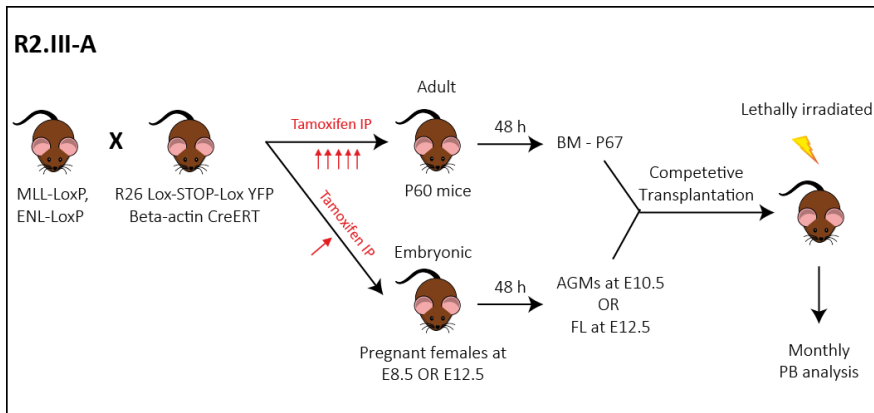 R2.III-A
MLL-LoxP,
ENL-LoxP
X
R26 Lox-STOP-Lox YFP
Beta-actin CreERT
Tamoxifen IP
Adult
P60 mice
48 h
BM - P67
Tamoxifen IP
Embryonic
Pregnant females at
E8.5 OR E12.5
48 h
AGMs at E10.5
OR
FL at E12.5
Competetive
Transplantation
Lethally irradiated
Monthly
PB analysis